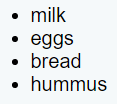 • milk
• eggs
• bread
• hummus